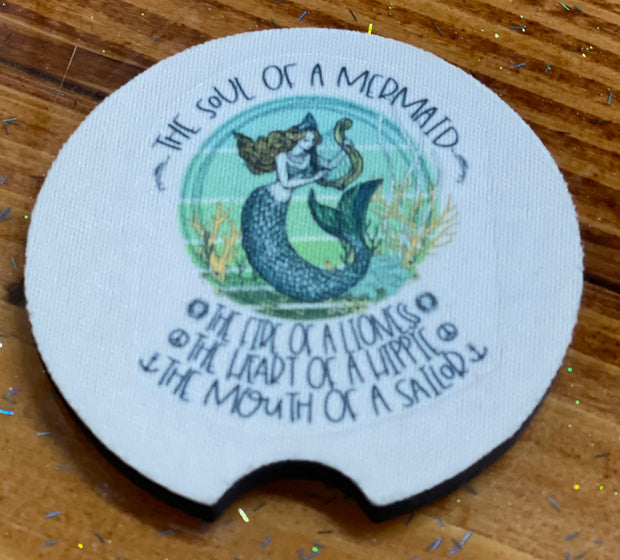 THE SOUL OF A MERMAID
THE FIRE OF A LIONESS
THE HEART OF A HIPPIE
THE MOUTH OF A SAILOR